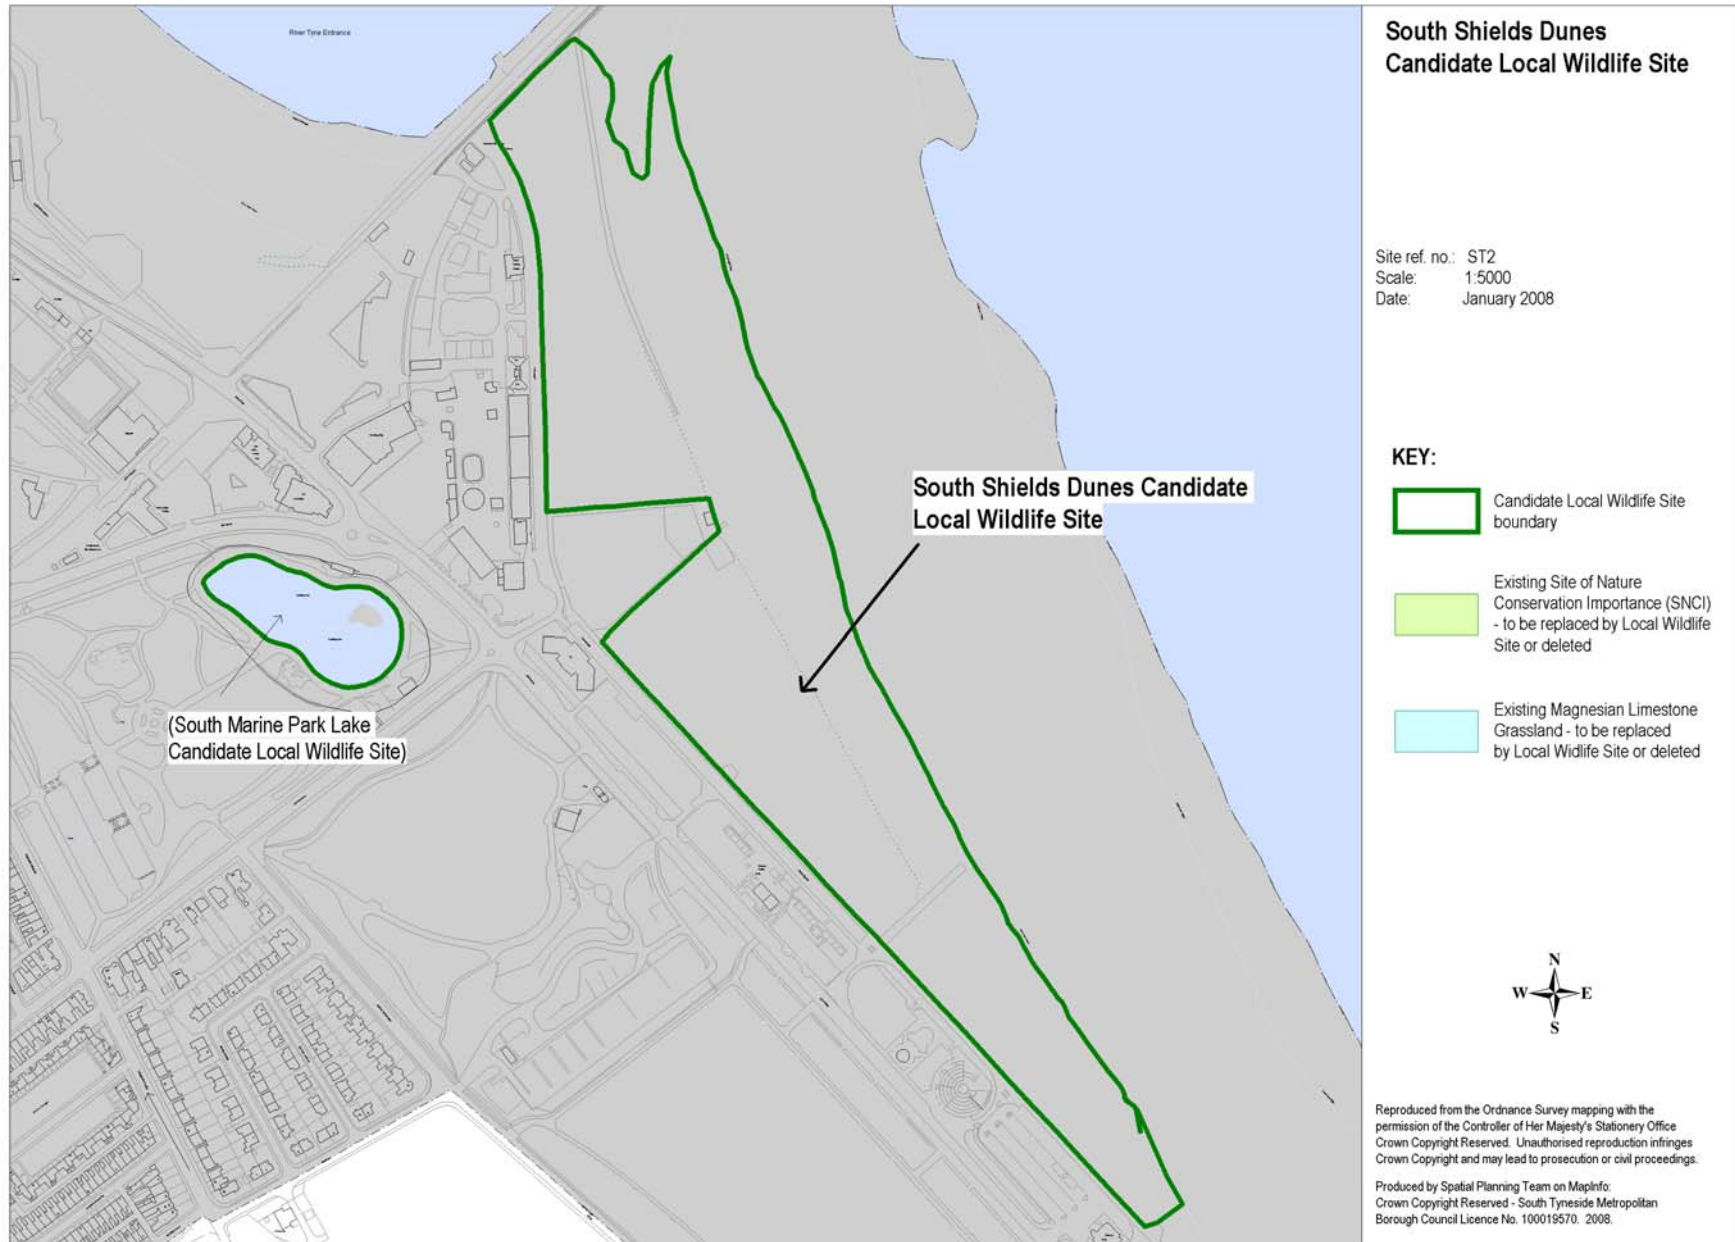 River Tyne Entrance
South Shields Dunes
Candidate Local Wildlife Site
Site ref. no.: ST2
Scale: 1:5000
Date: January 2008
South Shields Dunes Candidate
Local Wildlife Site
(South Marine Park Lake
Candidate Local Wildlife Site)
KEY:
Candidate Local Wildlife Site
boundary
Existing Site of Nature
Conservation Importance (SNCI)
- to be replaced by Local Wildlife
Site or deleted
Existing Magnesian Limestone
Grassland - to be replaced
by Local Widlife Site or deleted
N
W E
S
Reproduced from the Ordnance Survey mapping with the
permission of the Controller of Her Majesty's Stationery Office
Crown Copyright Reserved. Unauthorised reproduction infringes
Crown Copyright and may lead to prosecution or civil proceedings.
Produced by Spatial Planning Team on MapInfo:
Crown Copyright Reserved - South Tyneside Metropolitan
Borough Council Licence No. 100019570. 2008.